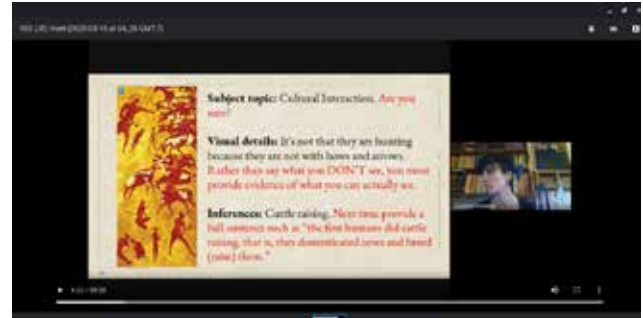 Subject topic: Cultural Interaction. Are you
sure?
Visual details: It's not that they are hunting
because they are not with bows and arrows.
Rather than say what you DON'T see, you must
provide evidence of what you can actually see.
Inferences: Cattle raising. Next time provide a
full sentence such as "the first humans did cattle
raising, that is, they domesticated cows and breed
(raise) them."